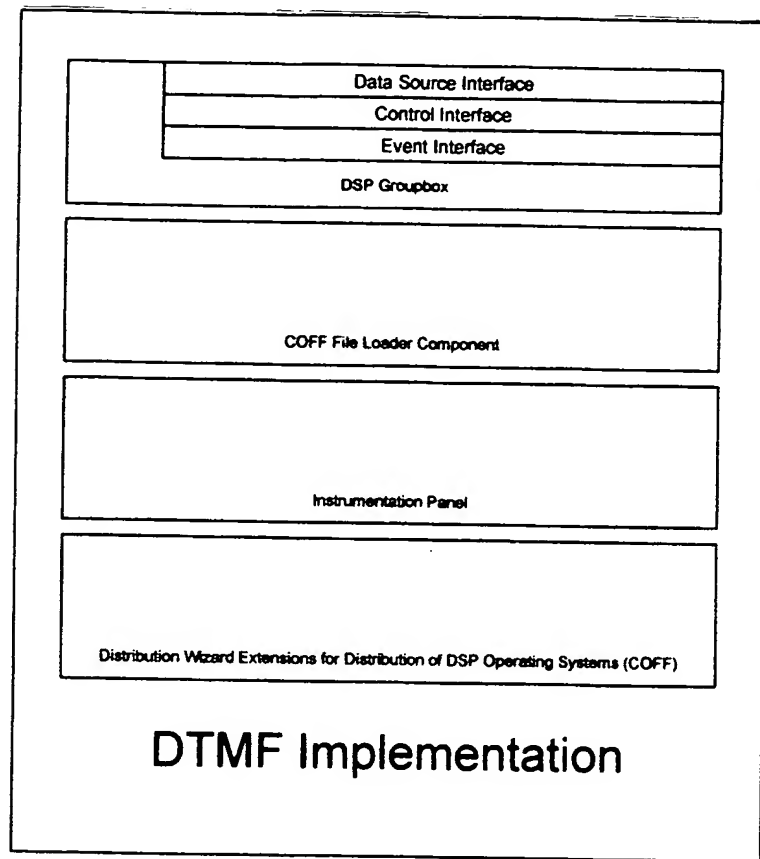 Data Source Interface
Control Interface
Event Interface
DSP Groupbox
COFF File Loader Component
Instrumentation Panel
Distribution Wizard Extensions for Distribution of DSP Operating Systems (COFF)
DTMF Implementation